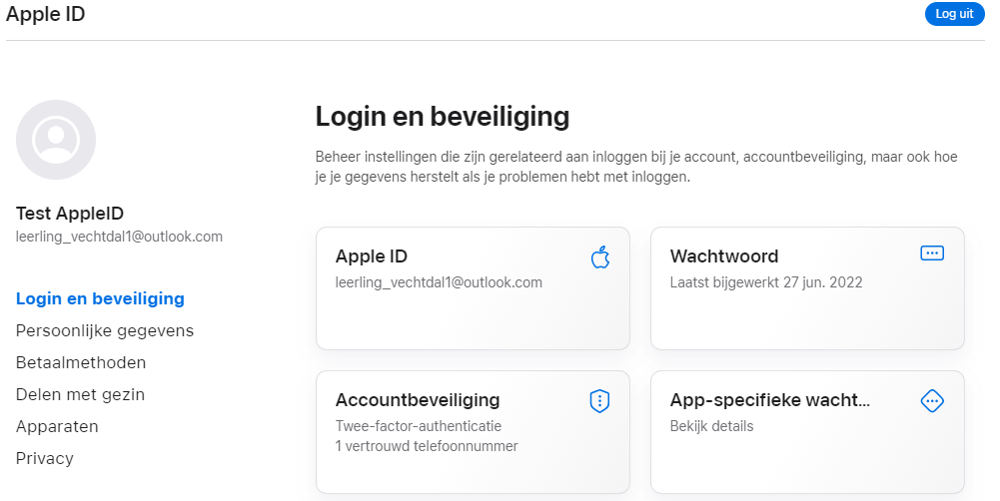 Apple ID
Log uit
Test AppleID
leerling_vechtdal1@outlook.com
Login en beveiliging
Persoonlijke gegevens
Betaalmethoden
Delen met gezin
Apparaten
Privacy
Login en beveiliging
Beheer instellingen die zijn gerelateerd aan inloggen bij je account, accountbeveiliging, maar ook hoe
je je gegevens herstelt als je problemen hebt met inloggen.
Apple ID
leerling_vechtdal1@outlook.com
Wachtwoord
Laatst bijgewerkt 27 jun. 2022
Accountbeveiliging
Twee-factor-authenticatie
1 vertrouwd telefoonnummer
App-specifieke wacht...
Bekijk details